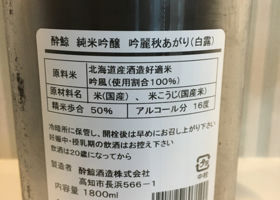 酔鯨 純米吟醸 吟麗秋あがり(白露)
原料米 北海道産酒造好適米
吟風(使用割合100%)
原材料名 米(国産)、米こうじ(国産米)
精米歩合 50% アルコール分 16度
冷暗所に保管し、開栓後は早めにお召し上がり下さい
妊娠中・授乳期の飲酒はお控え下さい
飲酒は20歳になってから
製造者 酔鯨酒造株式会社
高知市長浜566-1
内容量 1800ml